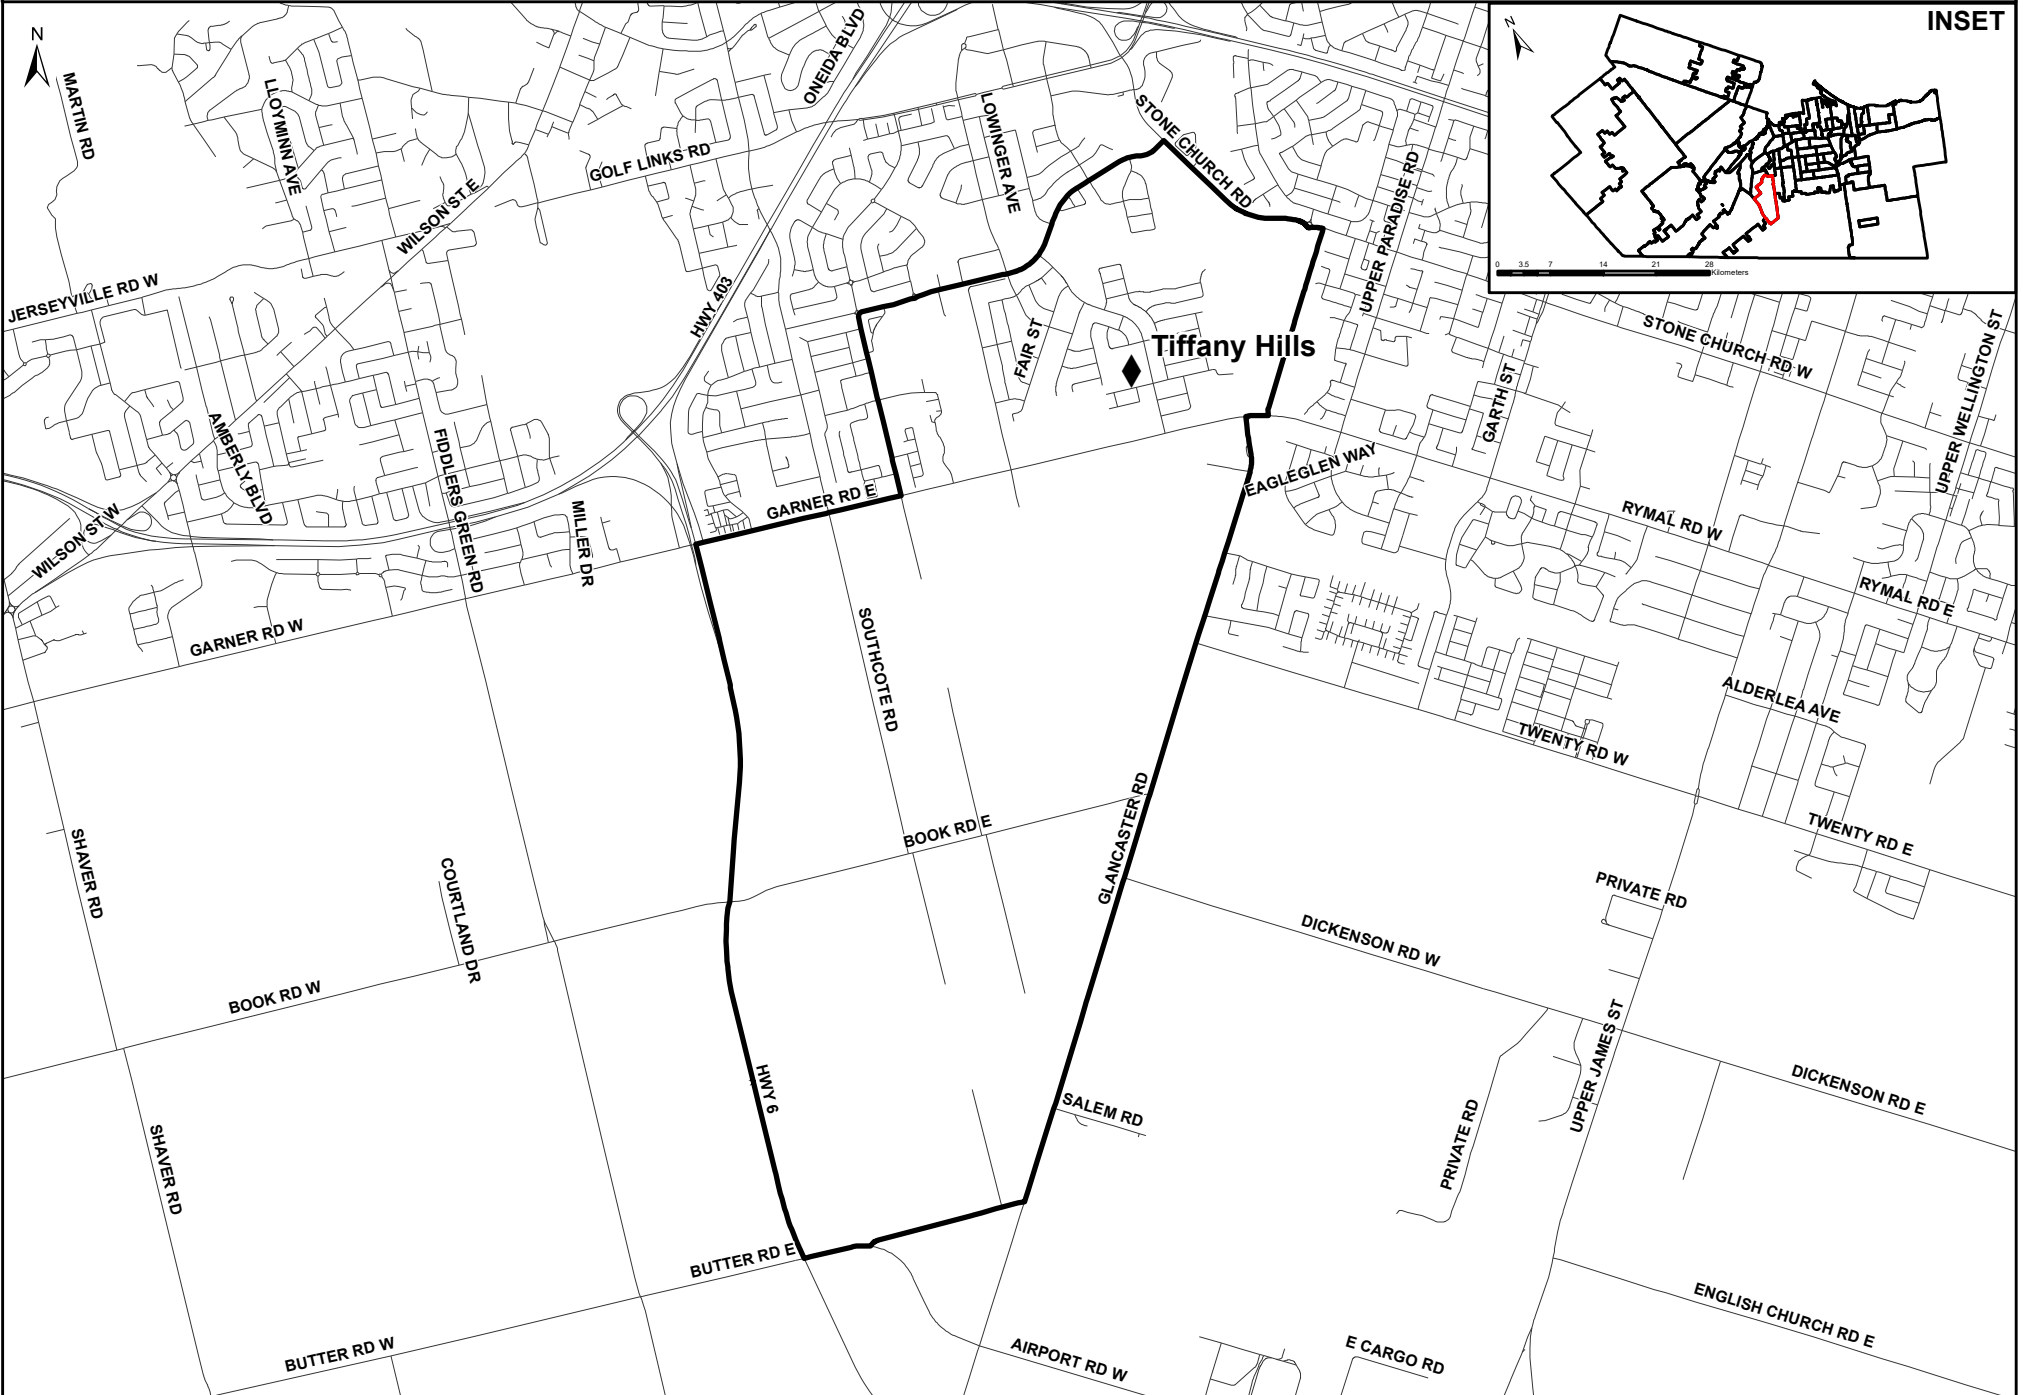 INSET
N
N
0 3.5 7 14 21 28
Kilometers
MARTIN RD
LLOYMINN AVE
ONEIDA BLVD
GOLF LINKS RD
WILSON ST E
LOWINGER AVE
STONE CHURCH RD
UPPER PARADISE RD
JERSEYVILLE RD W
HWY 403
FAIR ST
Tiffany Hills
STONE CHURCH RD W
UPPER WELLINGTON ST
GARTH ST
AMBERLY BLVD
FIDDLERS GREEN RD
MILLER DR
GARNER RD E
EAGLEGLEN WAY
RYMAL RD W
WILSON ST W
RYMAL RD E
GARNER RD W
SOUTHCOTE RD
ALDERLEA AVE
TWENTY RD W
GLANCASTER RD
BOOK RD E
TWENTY RD E
SHAVER RD
COURTLAND DR
PRIVATE RD
DICKENSON RD W
BOOK RD W
UPPER JAMES ST
HWY 6
SALEM RD
DICKENSON RD E
PRIVATE RD
SHAVER RD
BUTTER RD E
ENGLISH CHURCH RD E
BUTTER RD W
AIRPORT RD W
E CARGO RD